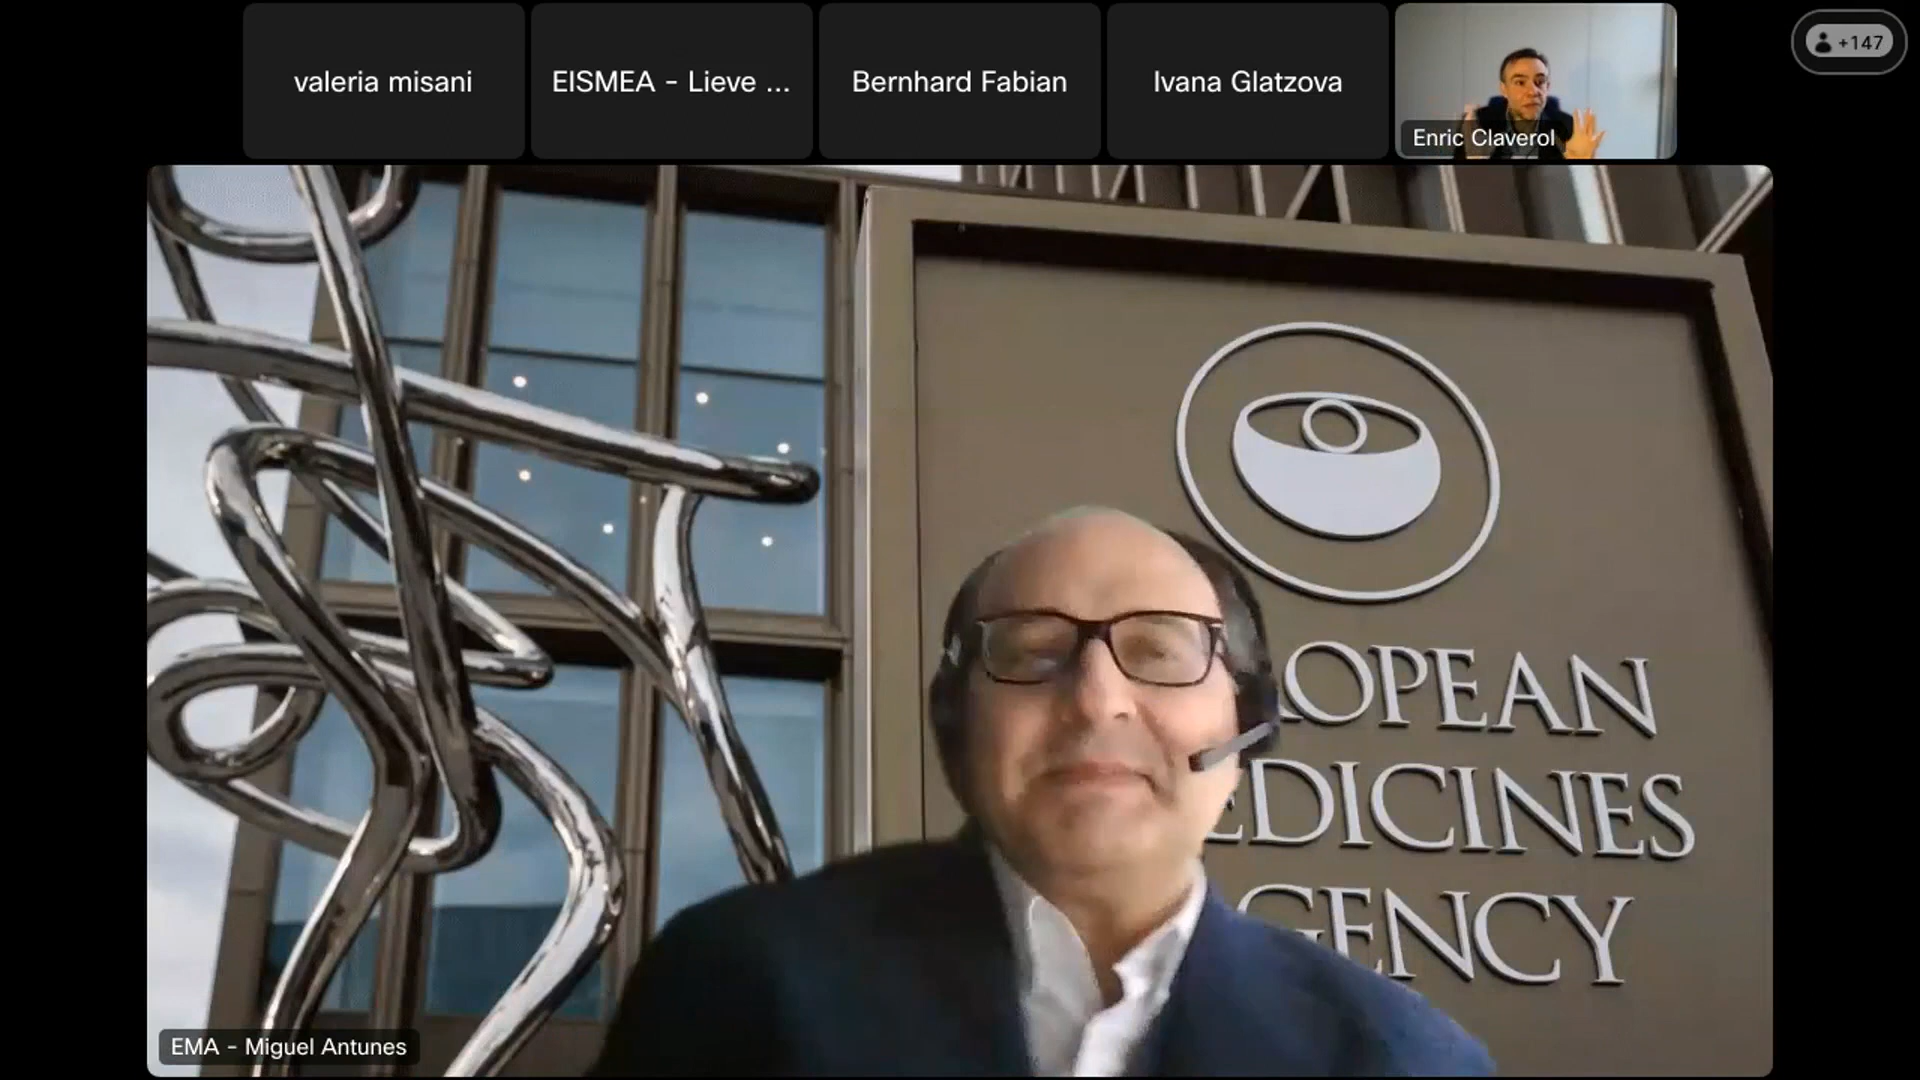 valeria misani
EISMEA - Lieve ...
Bernhard Fabian
Ivana Glatzova
Enric Claverol
+147
OPEAN
EDICINES
GENCY
EMA - Miguel Antunes